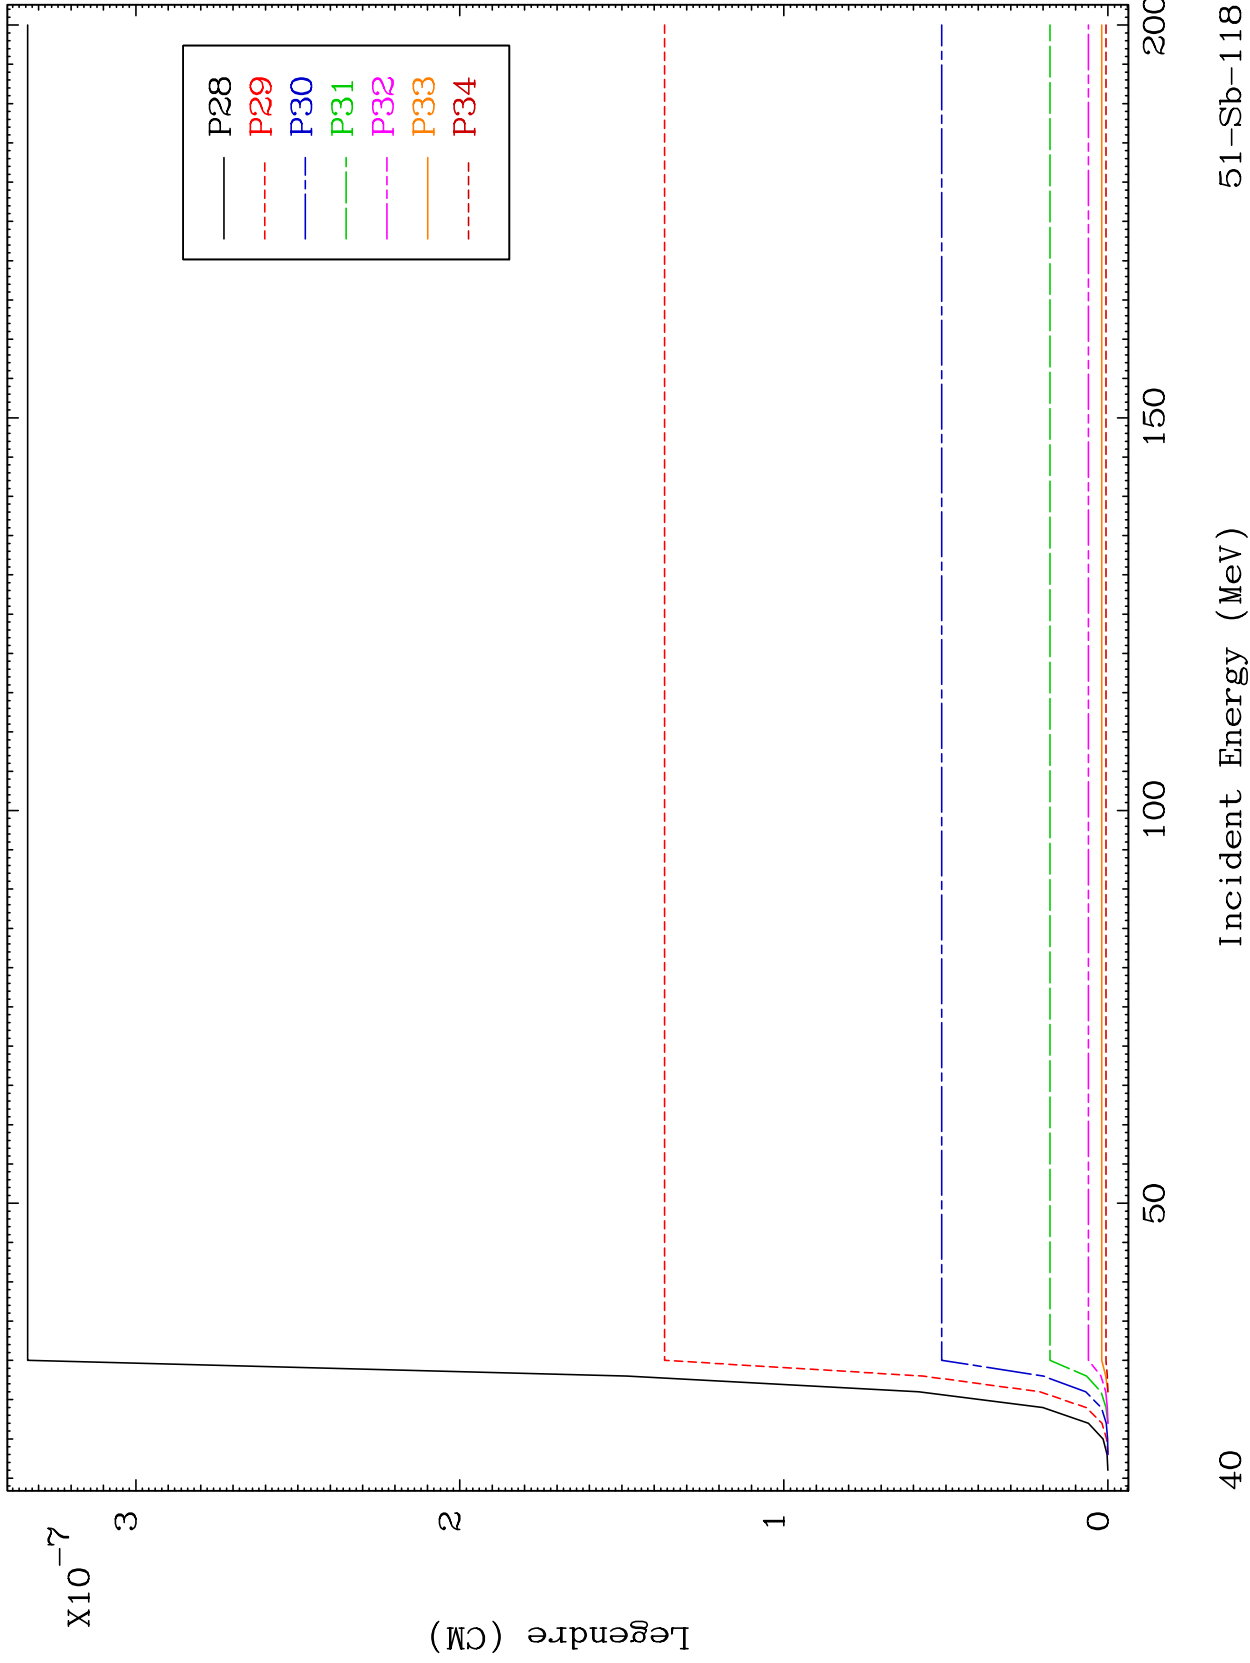 X10⁻⁷
3
2
1
0
Legendre (CM)
P28
P29
P30
P31
P32
P33
P34
50
100
150
200
Incident Energy (MeV)
40
51-Sb-118